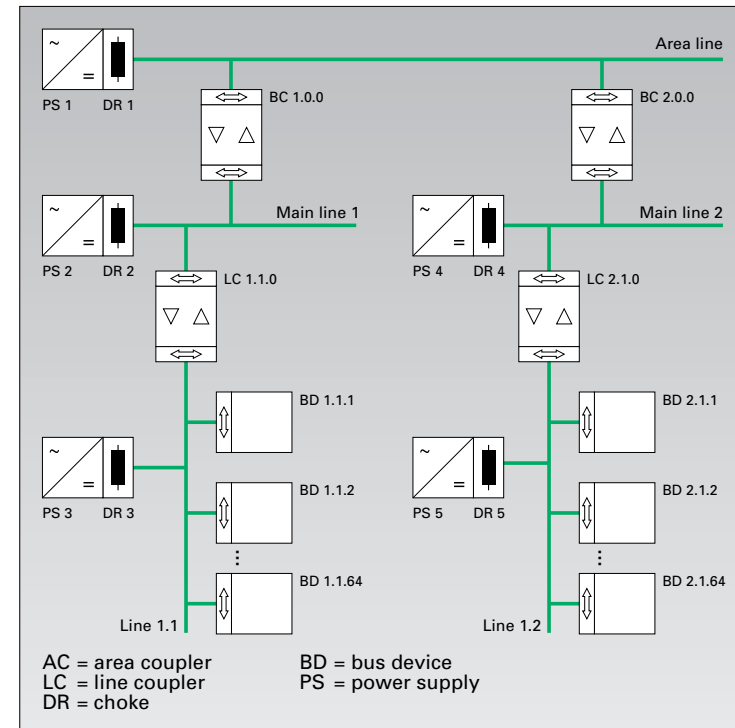 Area line
~
=
PS 1 DR 1
BC 1.0.0
BC 2.0.0
Main line 1
Main line 2
~
=
PS 2 DR 2
~
=
PS 4 DR 4
LC 1.1.0
LC 2.1.0
BD 1.1.1
BD 2.1.1
~
=
PS 3 DR 3
~
=
PS 5 DR 5
BD 1.1.2
BD 2.1.2
BD 1.1.64
BD 2.1.64
Line 1.1
Line 1.2
AC = area coupler
BD = bus device
LC = line coupler
PS = power supply
DR = choke